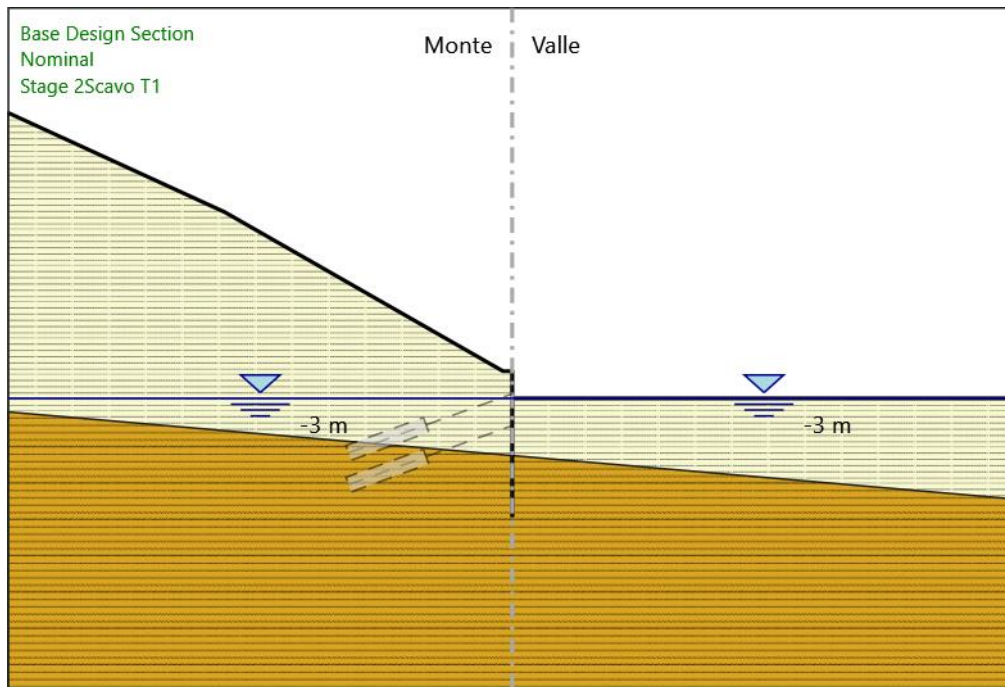 Base Design Section
Nominal
Stage 2Scavo T1
Monte
Valle
-3 m
-3 m